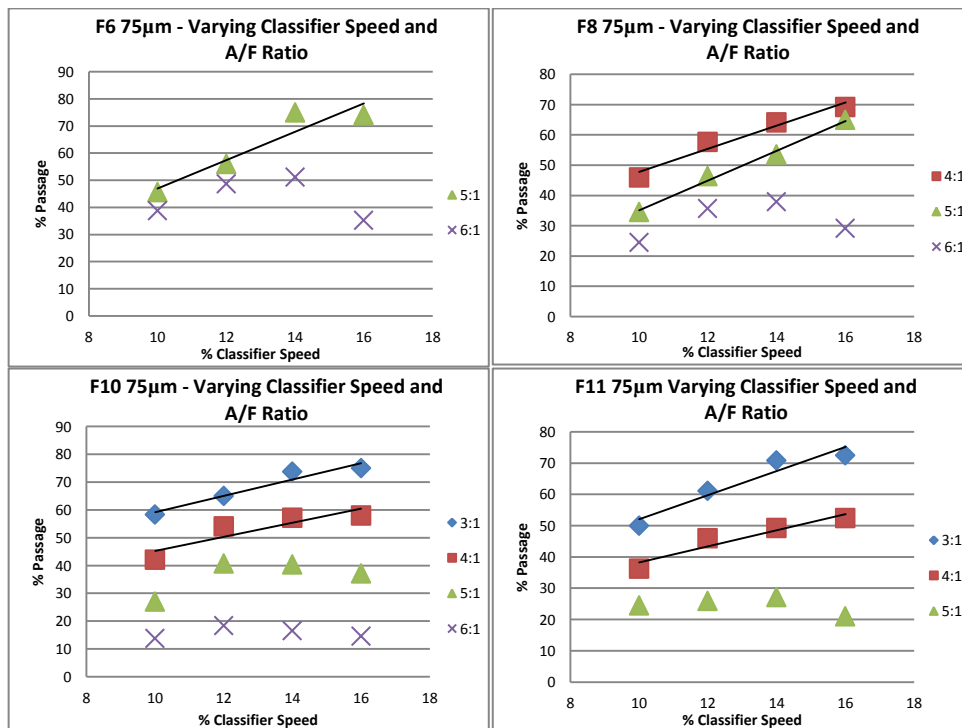 F6 75µm - Varying Classifier Speed and
A/F Ratio
90
80
70
60
50
40
30
20
10
0
% Passage
8 10 12 14 16 18
% Classifier Speed
5:1
6:1
F8 75µm - Varying Classifier Speed and
A/F Ratio
80
70
60
50
40
30
20
10
0
% Passage
8 10 12 14 16 18
% Classifier Speed
4:1
5:1
6:1
F10 75µm - Varying Classifier Speed and
A/F Ratio
90
80
70
60
50
40
30
20
10
0
% Passage
8 10 12 14 16 18
% Classifier Speed
3:1
4:1
5:1
6:1
F11 75µm Varying Classifier Speed and
A/F Ratio
80
70
60
50
40
30
20
10
0
% Passage
8 10 12 14 16 18
% Classifier Speed
3:1
4:1
5:1